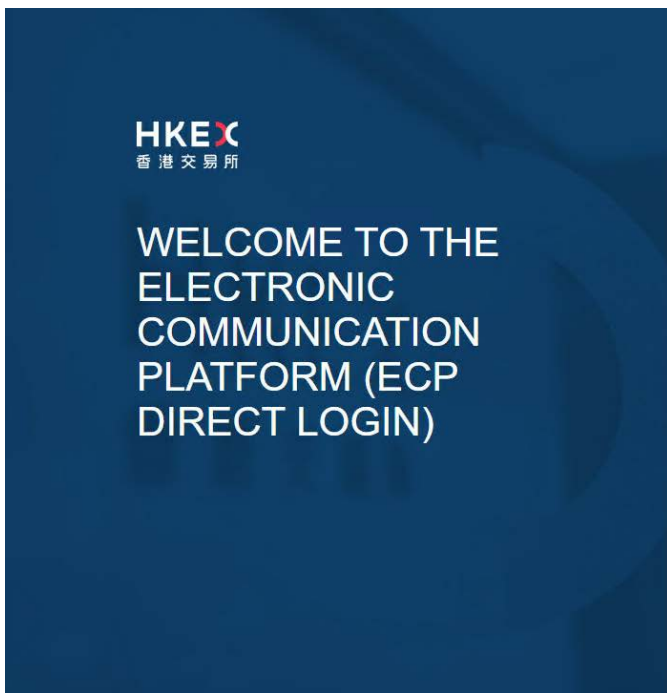 HKEX
香港交易所
WELCOME TO THE
ELECTRONIC
COMMUNICATION
PLATFORM (ECP
DIRECT LOGIN)